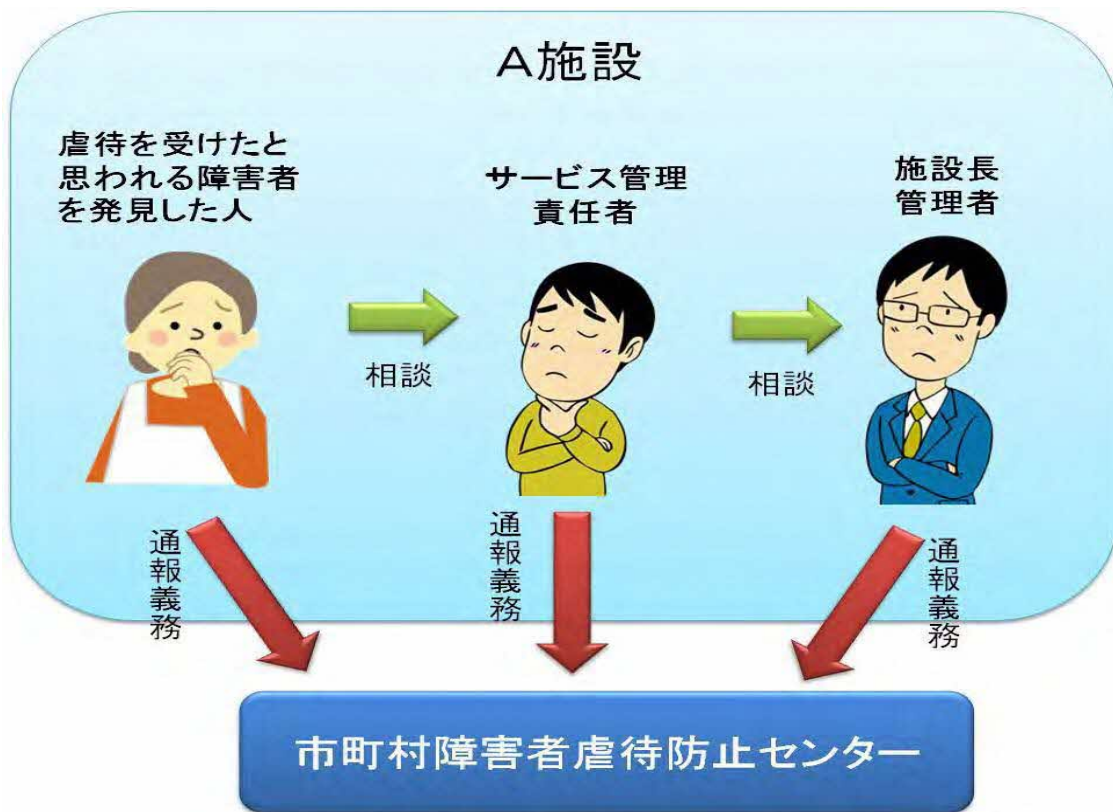 A施設
虐待を受けたと
思われる障害者
を発見した人
サービス管理
責任者
施設長
管理者
相談
相談
通報義務
通報義務
通報義務
市町村障害者虐待防止センター